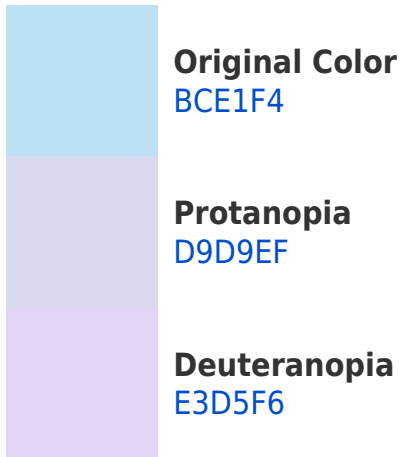 Original Color
BCE1F4
Protanopia
D9D9EF
Deuteranopia
E3D5F6